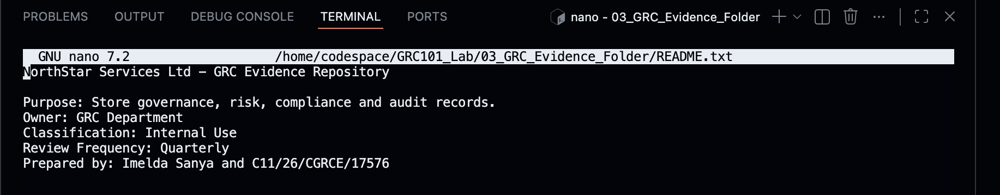 PROBLEMS OUTPUT DEBUG CONSOLE TERMINAL PORTS nano - 03_GRC_Evidence_Folder
GNU nano 7.2 /home/codespace/GRC101_Lab/03_GRC_Evidence_Folder/README.txt
NorthStar Services Ltd – GRC Evidence Repository
Purpose: Store governance, risk, compliance and audit records.
Owner: GRC Department
Classification: Internal Use
Review Frequency: Quarterly
Prepared by: Imelda Sanya and C11/26/CGRCE/17576